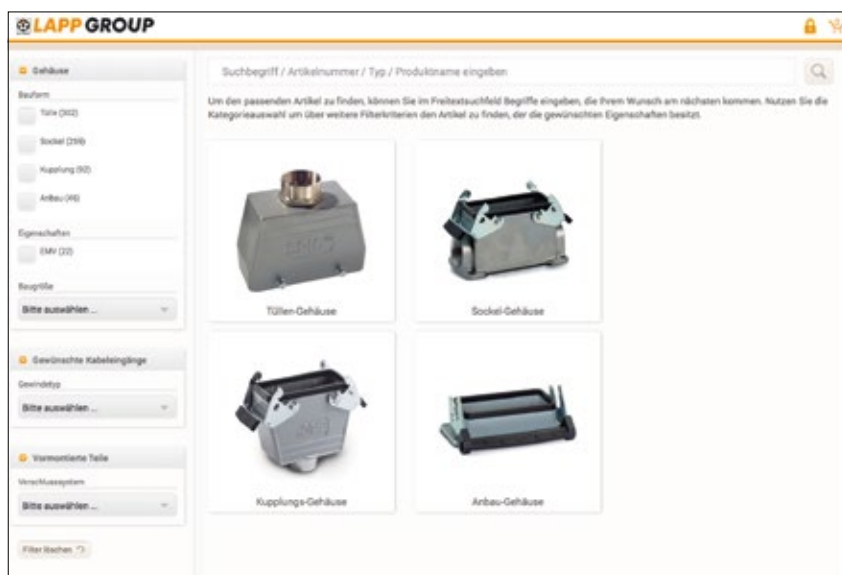 LAPP GROUP
Gehäuse
Bauform
Tülle (302)
Sockel (259)
Kupplung (92)
Anbau (46)
Eigenschaften
EMV (22)
Baugröße
Bitte auswählen ...
Gewünschte Kabeleingänge
Gewindetyp
Bitte auswählen ...
Vormontierte Teile
Verschlusssystem
Bitte auswählen ...
Filter löschen
Suchbegriff / Artikelnummer / Typ / Produktname eingeben
Um den passenden Artikel zu finden, können Sie im Freitextsuchfeld Begriffe eingeben, die Ihrem Wunsch am nächsten kommen. Nutzen Sie die
Kategorieauswahl um über weitere Filterkriterien den Artikel zu finden, der die gewünschten Eigenschaften besitzt.
Tüllen-Gehäuse
Sockel-Gehäuse
Kupplungs-Gehäuse
Anbau-Gehäuse